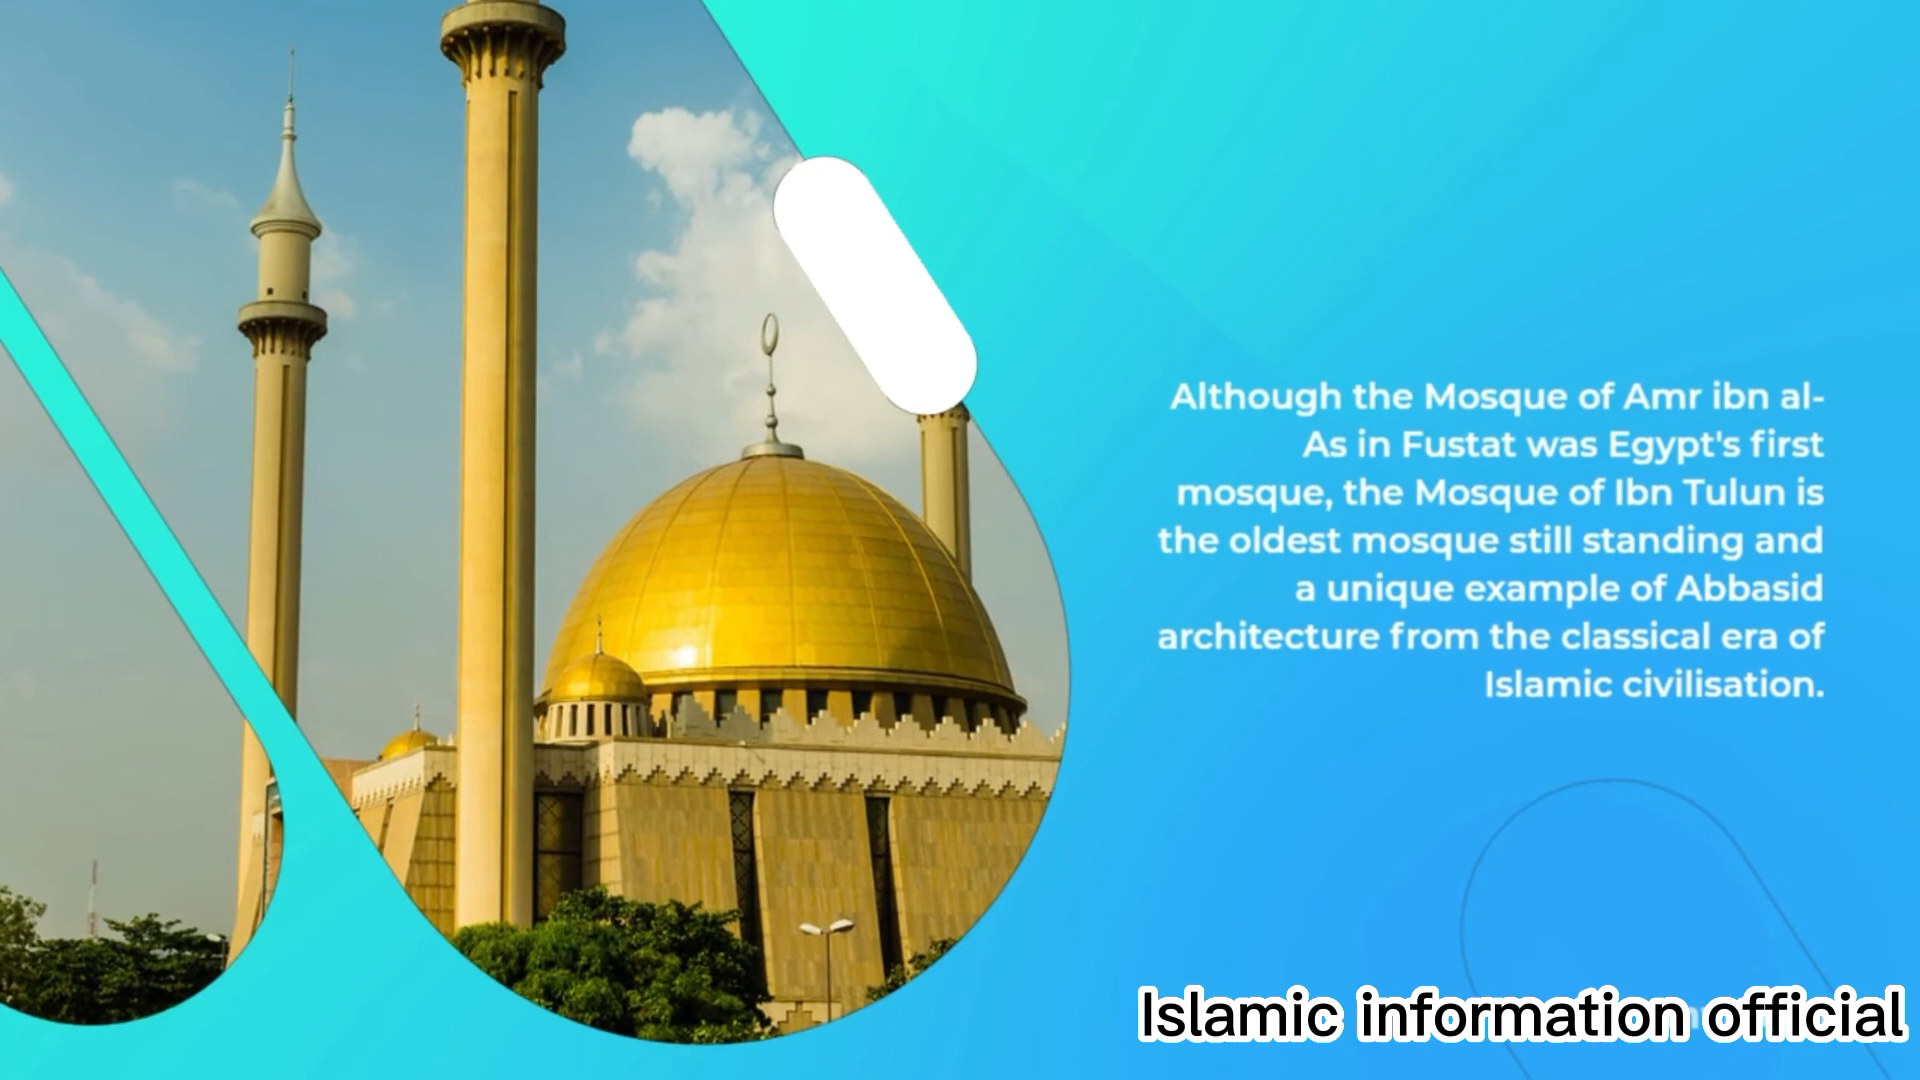 Although the Mosque of Amr ibn al-
As in Fustat was Egypt's first
mosque, the Mosque of Ibn Tulun is
the oldest mosque still standing and
a unique example of Abbasid
architecture from the classical era of
Islamic civilisation.
Islamic information official